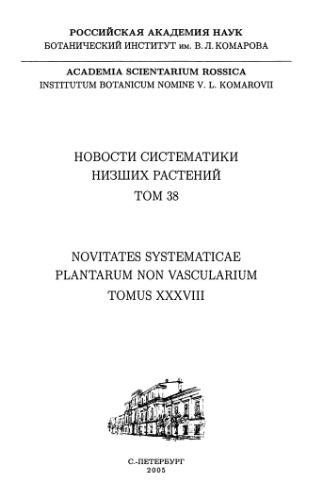 РОССИЙСКАЯ АКАДЕМИЯ НАУК
БОТАНИЧЕСКИЙ ИНСТИТУТ им. В. Л. КОМАРОВА
ACADEMIA SCIENTIARUM ROSSICA
INSTITUTUM BOTANICUM NOMINE V. L. KOMAROVII
НОВОСТИ СИСТЕМАТИКИ
НИЗШИХ РАСТЕНИЙ
ТОМ 38
NOVITATES SYSTEMATICAE
PLANTARUM NON VASCULARIUM
TOMUS XXXVIII
С.-ПЕТЕРБУРГ
2005